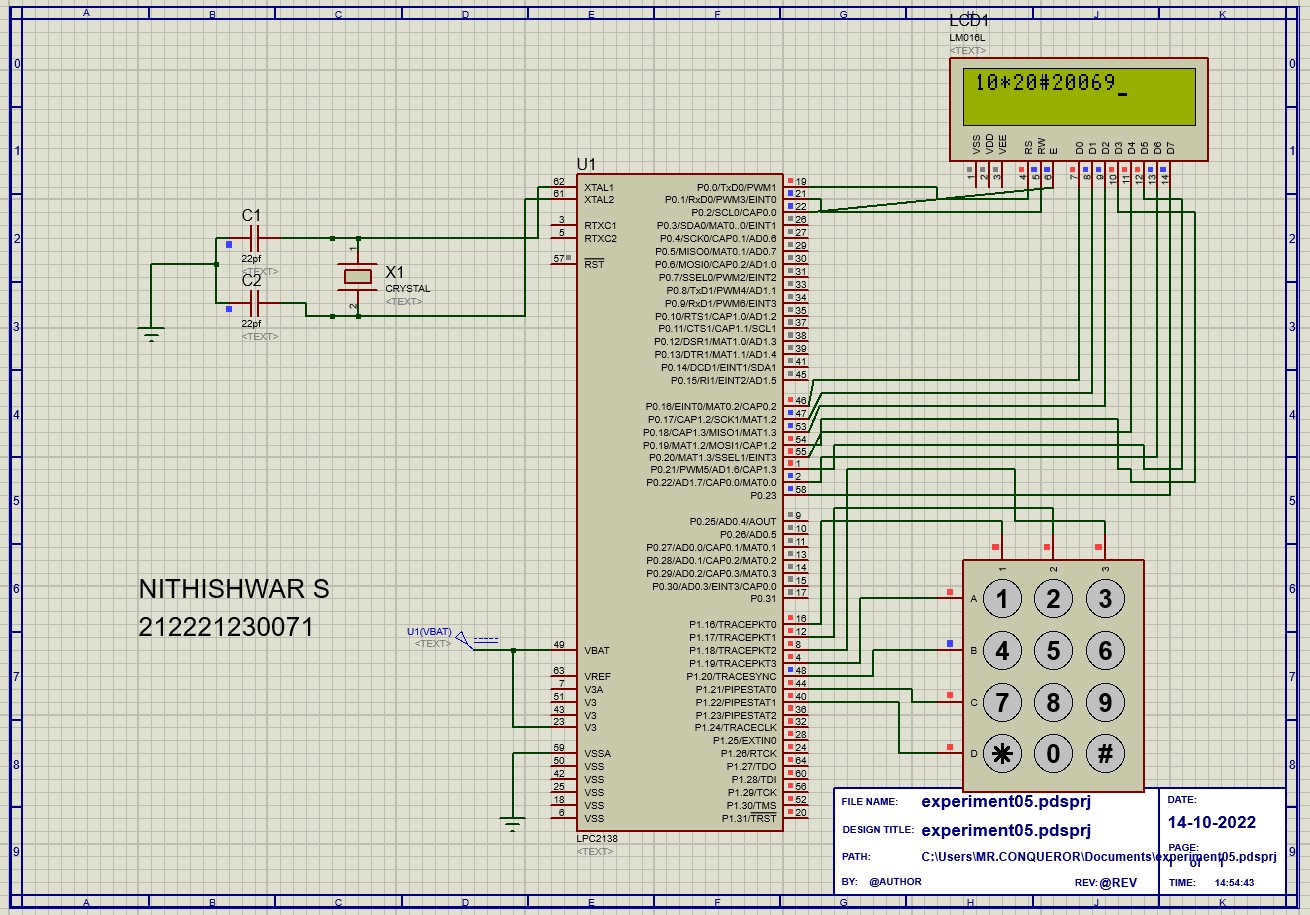 A B C D E F G H J K
LCD1
LM016L
<TEXT>
10*20#20069_
VSS VDD VEE RS RW E D0 D1 D2 D3 D4 D5 D6 D7
1 2 3 4 5 6 7 8 9 10 11 12 13 14
0 0
1 1
2 2
3 3
4 4
5 5
6 6
7 7
8 8
9 9
U1
62 XTAL1
61 XTAL2
3 RTXC1
5 RTXC2
57 RST
P0.0/TxD0/PWM1 19
P0.1/RxD0/PWM3/EINT0 21
P0.2/SCL0/CAP0.0 22
P0.3/SDA0/MAT0..0/EINT1 26
P0.4/SCK0/CAP0.1/AD0.6 27
P0.5/MISO0/MAT0.1/AD0.7 29
P0.6/MOSI0/CAP0.2/AD1.0 30
P0.7/SSEL0/PWM2/EINT2 31
P0.8/TxD1/PWM4/AD1.1 33
P0.9/RxD1/PWM6/EINT3 34
P0.10/RTS1/CAP1.0/AD1.2 35
P0.11/CTS1/CAP1.1/SCL1 37
P0.12/DSR1/MAT1.0/AD1.3 38
P0.13/DTR1/MAT1.1/AD1.4 39
P0.14/DCD1/EINT1/SDA1 41
P0.15/RI1/EINT2/AD1.5 45
P0.16/EINT0/MAT0.2/CAP0.2 46
P0.17/CAP1.2/SCK1/MAT1.2 47
P0.18/CAP1.3/MISO1/MAT1.3 53
P0.19/MAT1.2/MOSI1/CAP1.2 54
P0.20/MAT1.3/SSEL1/EINT3 55
P0.21/PWM5/AD1.6/CAP1.3 1
P0.22/AD1.7/CAP0.0/MAT0.0 2
P0.23 58
P0.25/AD0.4/AOUT 9
P0.26/AD0.5 10
P0.27/AD0.0/CAP0.1/MAT0.1 11
P0.28/AD0.1/CAP0.2/MAT0.2 13
P0.29/AD0.2/CAP0.3/MAT0.3 14
P0.30/AD0.3/EINT3/CAP0.0 15
P0.31 17
P1.16/TRACEPKT0 16
P1.17/TRACEPKT1 12
P1.18/TRACEPKT2 8
P1.19/TRACEPKT3 4
P1.20/TRACESYNC 48
P1.21/PIPESTAT0 44
P1.22/PIPESTAT1 40
P1.23/PIPESTAT2 36
P1.24/TRACECLK 32
P1.25/EXTIN0 28
P1.26/RTCK 24
P1.27/TDO 64
P1.28/TDI 60
P1.29/TCK 56
P1.30/TMS 52
P1.31/TRST 20
49 VBAT
63 VREF
7 V3A
51 V3
43 V3
23 V3
59 VSSA
50 VSS
42 VSS
25 VSS
18 VSS
6 VSS
LPC2138
<TEXT>
C1
22pf
<TEXT>
C2
22pf
<TEXT>
1
2
X1
CRYSTAL
<TEXT>
NITHISHWAR S
212221230071
U1(VBAT)
<TEXT>
1 2 3
A 1 2 3
B 4 5 6
C 7 8 9
D * 0 #
FILE NAME: experiment05.pdsprj
DESIGN TITLE: experiment05.pdsprj
PATH: C:\Users\MR.CONQUEROR\Documents\experiment05.pdsprj
BY: @AUTHOR REV: @REV
DATE:
14-10-2022
PAGE:
1 of 1
TIME: 14:54:43
A B C D E F G H J K